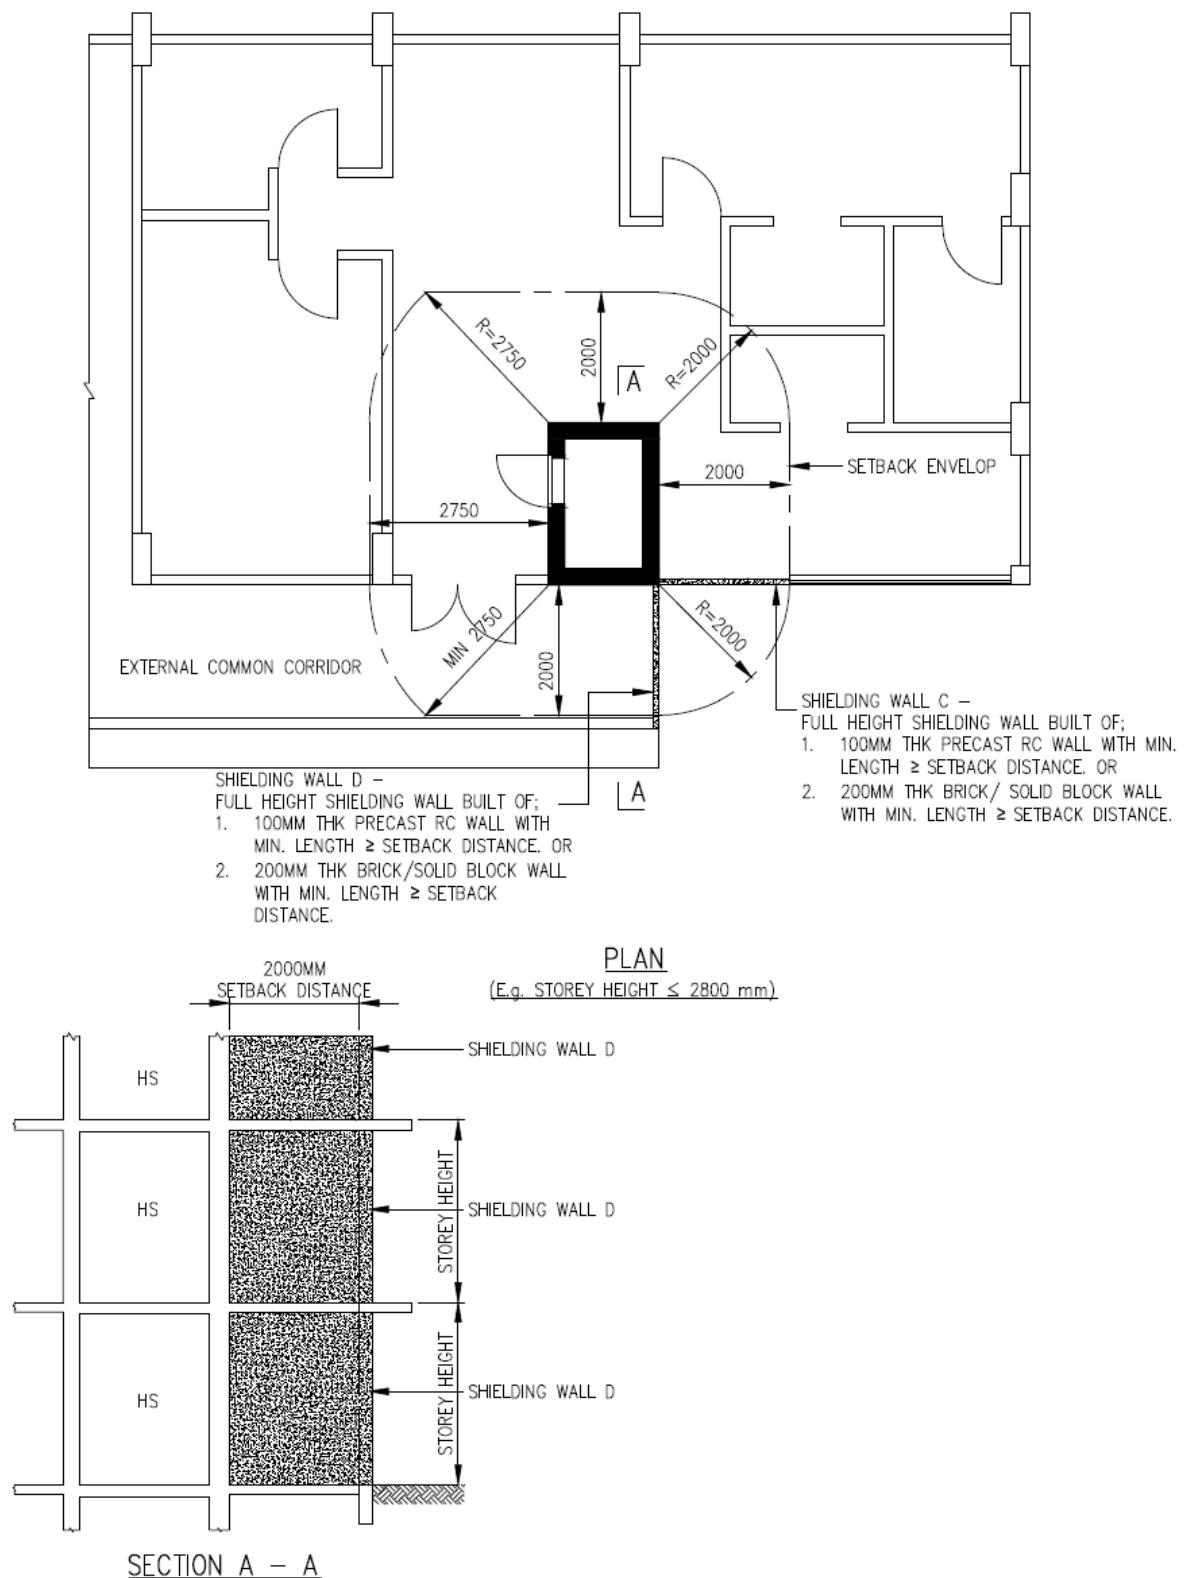 R=2750
2000
A
R=2000
SETBACK ENVELOP
2000
2750
MIN 2750
2000
R=2000
EXTERNAL COMMON CORRIDOR
SHIELDING WALL C –
FULL HEIGHT SHIELDING WALL BUILT OF;
1. 100MM THK PRECAST RC WALL WITH MIN.
LENGTH ≥ SETBACK DISTANCE. OR
2. 200MM THK BRICK/ SOLID BLOCK WALL
WITH MIN. LENGTH ≥ SETBACK DISTANCE.
SHIELDING WALL D –
FULL HEIGHT SHIELDING WALL BUILT OF;
1. 100MM THK PRECAST RC WALL WITH
MIN. LENGTH ≥ SETBACK DISTANCE. OR
2. 200MM THK BRICK/SOLID BLOCK WALL
WITH MIN. LENGTH ≥ SETBACK
DISTANCE.
A
PLAN
(E.g. STOREY HEIGHT ≤ 2800 mm)
2000MM
SETBACK DISTANCE
SHIELDING WALL D
HS
STOREY HEIGHT
HS
SHIELDING WALL D
STOREY HEIGHT
HS
SHIELDING WALL D
SECTION A – A